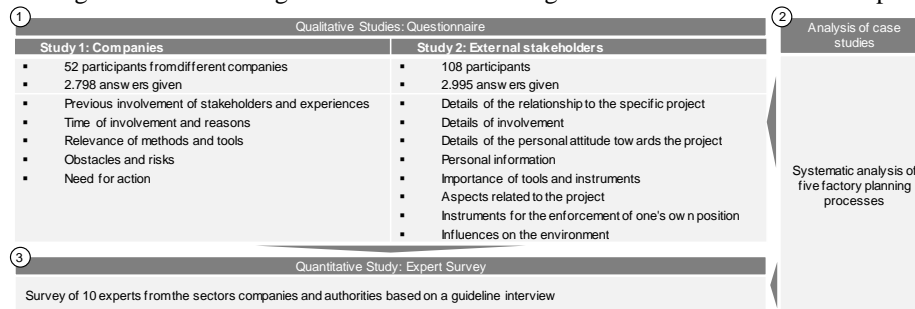 1
Qualitative Studies: Questionnaire
Study 1: Companies
▪ 52 participants from different companies
▪ 2.798 answers given
▪ Previous involvement of stakeholders and experiences
▪ Time of involvement and reasons
▪ Relevance of methods and tools
▪ Obstacles and risks
▪ Need for action
Study 2: External stakeholders
▪ 108 participants
▪ 2.995 answers given
▪ Details of the relationship to the specific project
▪ Details of involvement
▪ Details of the personal attitude towards the project
▪ Personal information
▪ Importance of tools and instruments
▪ Aspects related to the project
▪ Instruments for the enforcement of one's own position
▪ Influences on the environment
2
Analysis of case
studies
Systematic analysis of
five factory planning
processes
3
Quantitative Study: Expert Survey
Survey of 10 experts from the sectors companies and authorities based on a guideline interview